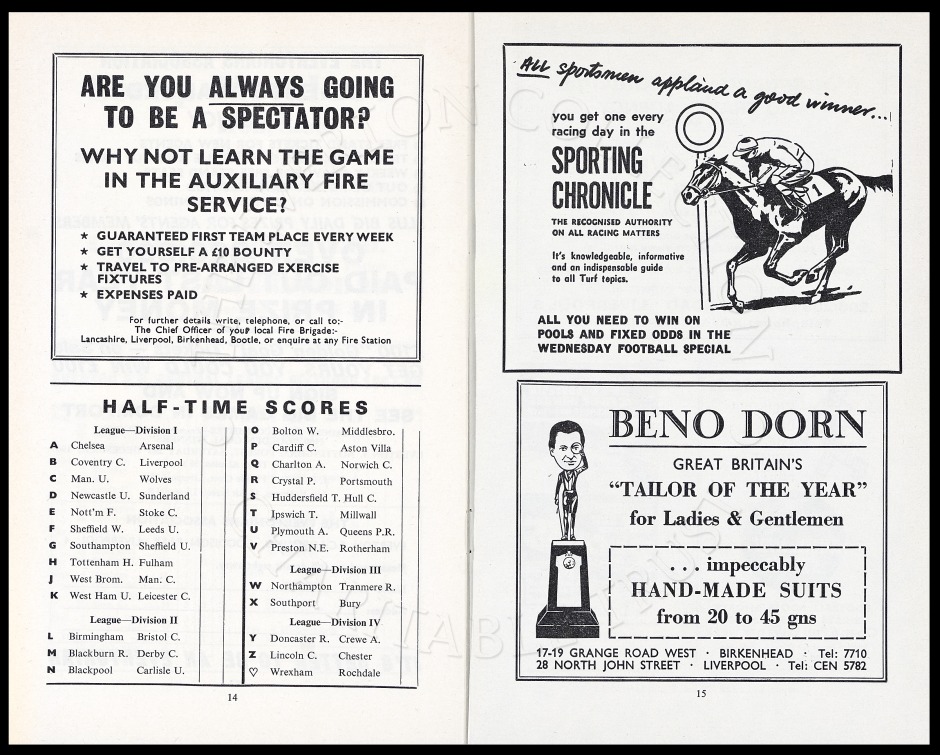 ARE YOU ALWAYS GOING
TO BE A SPECTATOR?
WHY NOT LEARN THE GAME
IN THE AUXILIARY FIRE
SERVICE?
★ GUARANTEED FIRST TEAM PLACE EVERY WEEK
★ GET YOURSELF A £10 BOUNTY
★ TRAVEL TO PRE-ARRANGED EXERCISE
FIXTURES
★ EXPENSES PAID
For further details write, telephone, or call to:-
The Chief Officer of your local Fire Brigade:-
Lancashire, Liverpool, Birkenhead, Bootle, or enquire at any Fire Station
HALF-TIME SCORES
League—Division I
A Chelsea Arsenal
B Coventry C. Liverpool
C Man. U. Wolves
D Newcastle U. Sunderland
E Nott'm F. Stoke C.
F Sheffield W. Leeds U.
G Southampton Sheffield U.
H Tottenham H. Fulham
J West Brom. Man. C.
K West Ham U. Leicester C.
League—Division II
L Birmingham Bristol C.
M Blackburn R. Derby C.
N Blackpool Carlisle U.
O Bolton W. Middlesbro.
P Cardiff C. Aston Villa
Q Charlton A. Norwich C.
R Crystal P. Portsmouth
S Huddersfield T. Hull C.
T Ipswich T. Millwall
U Plymouth A. Queens P.R.
V Preston N.E. Rotherham
League—Division III
W Northampton Tranmere R.
X Southport Bury
League—Division IV
Y Doncaster R. Crewe A.
Z Lincoln C. Chester
♡ Wrexham Rochdale
14
ALL sportsmen applaud a good winner...
you get one every
racing day in the
SPORTING
CHRONICLE
THE RECOGNISED AUTHORITY
ON ALL RACING MATTERS
It's knowledgeable, informative
and an indispensable guide
to all Turf topics.
1
ALL YOU NEED TO WIN ON
POOLS AND FIXED ODDS IN THE
WEDNESDAY FOOTBALL SPECIAL
BENO DORN
GREAT BRITAIN'S
"TAILOR OF THE YEAR"
for Ladies & Gentlemen
... impeccably
HAND-MADE SUITS
from 20 to 45 gns
17-19 GRANGE ROAD WEST · BIRKENHEAD · Tel: 7710
28 NORTH JOHN STREET · LIVERPOOL · Tel: CEN 5782
15